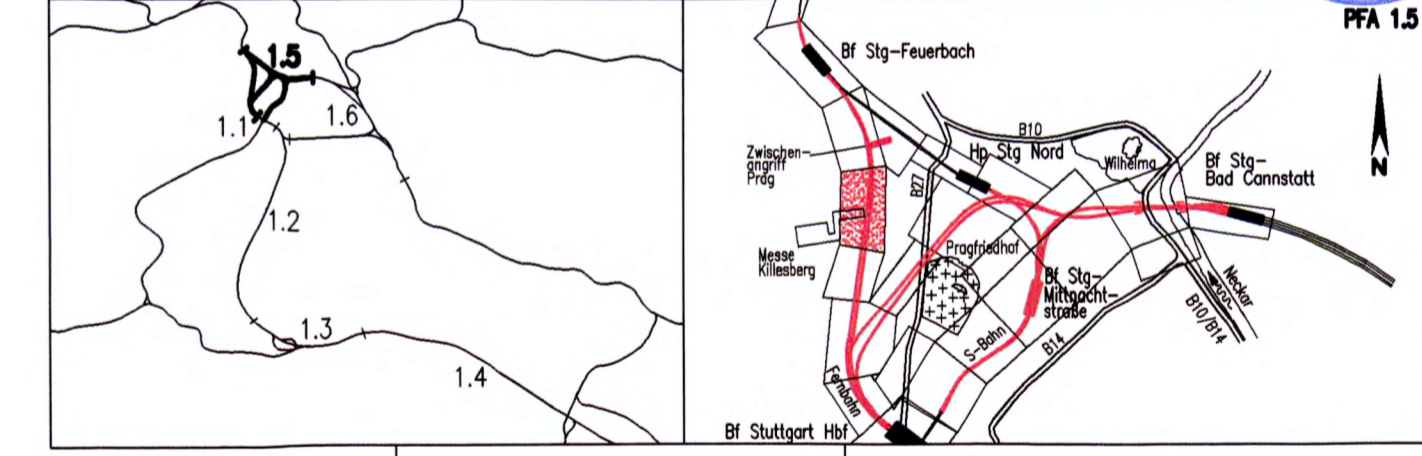 1.5
1.6
1.1
1.2
1.3
1.4
PFA 1.5
Bf Stg-Feuerbach
N
B10
Hp Stg Nord
Wilhelma
Bf Stg-
Bad Cannstatt
Zwischen-
angriff
Prag
B27
Messe
Killesberg
Pragfriedhof
Bf Stg-
Mittnacht-
straße
Neckar
B10/B14
S-Bahn
B14
Fernbahn
Bf Stuttgart Hbf